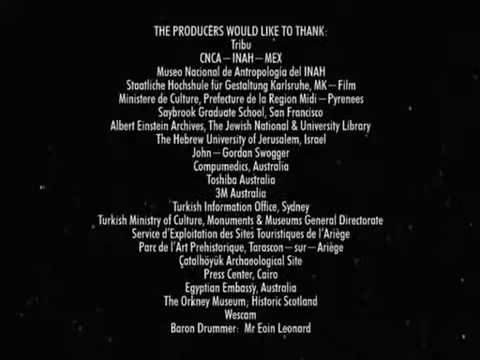 THE PRODUCERS WOULD LIKE TO THANK:
Tribu
CNCA—INAH—MEX
Museo Nacional de Antropologia del INAH
Staatliche Hochshule für Gestaltung Karlsruhe, MK—Film
Ministere de Culture, Prefecture de la Region Midi—Pyrenees
Saybrook Graduate School, San Francisco
Albert Einstein Archives, The Jewish National & University Library
The Hebrew University of Jerusalem, Israel
John—Gordan Swogger
Compumedics, Australia
Toshiba Australia
3M Australia
Turkish Information Office, Sydney
Turkish Ministry of Culture, Monuments & Museums General Directorate
Service d'Exploitation des Sites Touristiques de l'Ariège
Parc de l'Art Prehistorique, Tarascon—sur—Ariège
Çatalhöyük Archaeological Site
Press Center, Cairo
Egyptian Embassy, Australia
The Orkney Museum, Historic Scotland
Wescam
Baron Drummer: Mr Eoin Leonard